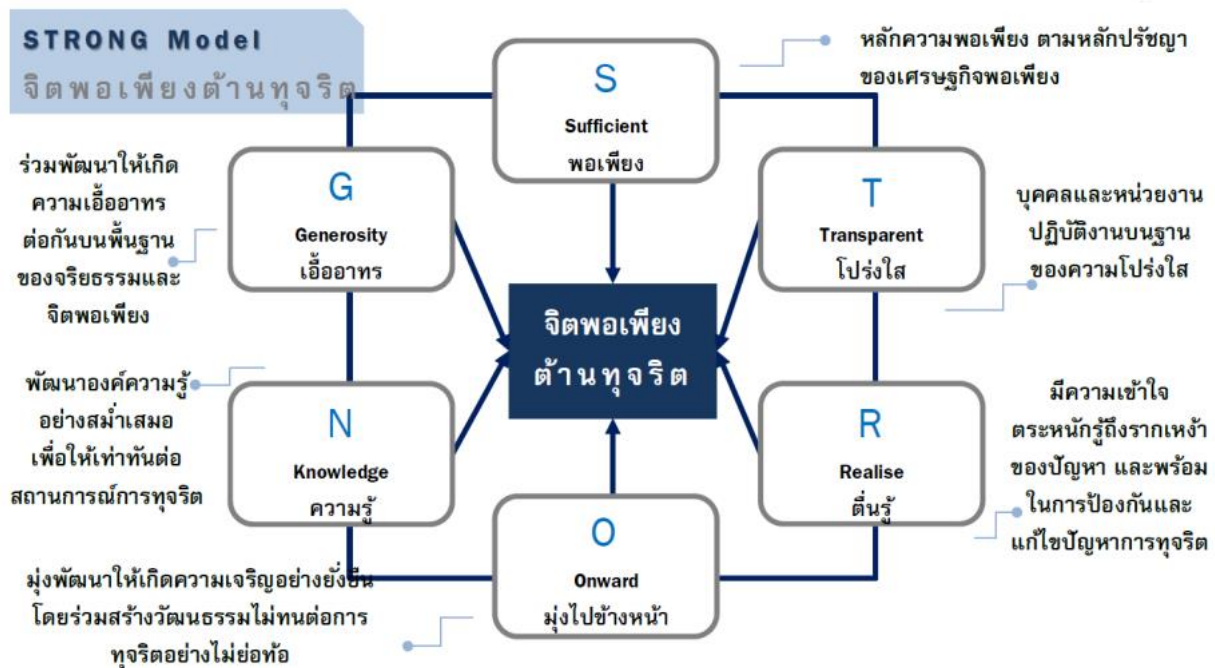 STRONG Model
จิตพอเพียงต้านทุจริต
S
Sufficient
พอเพียง
หลักความพอเพียง ตามหลักปรัชญา
ของเศรษฐกิจพอเพียง
T
Transparent
โปร่งใส
บุคคลและหน่วยงาน
ปฏิบัติงานบนฐาน
ของความโปร่งใส
R
Realise
ตื่นรู้
มีความเข้าใจ
ตระหนักรู้ถึงรากเหง้า
ของปัญหา และพร้อม
ในการป้องกันและ
แก้ไขปัญหาการทุจริต
O
Onward
มุ่งไปข้างหน้า
มุ่งพัฒนาให้เกิดความเจริญอย่างยั่งยืน
โดยร่วมสร้างวัฒนธรรมไม่ทนต่อการ
ทุจริตอย่างไม่ย่อท้อ
N
Knowledge
ความรู้
พัฒนาองค์ความรู้
อย่างสม่ำเสมอ
เพื่อให้เท่าทันต่อ
สถานการณ์การทุจริต
G
Generosity
เอื้ออาทร
ร่วมพัฒนาให้เกิด
ความเอื้ออาทร
ต่อกันบนพื้นฐาน
ของจริยธรรมและ
จิตพอเพียง
จิตพอเพียง
ต้านทุจริต